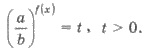 (a/b)^{f(x)} = t , t > 0.